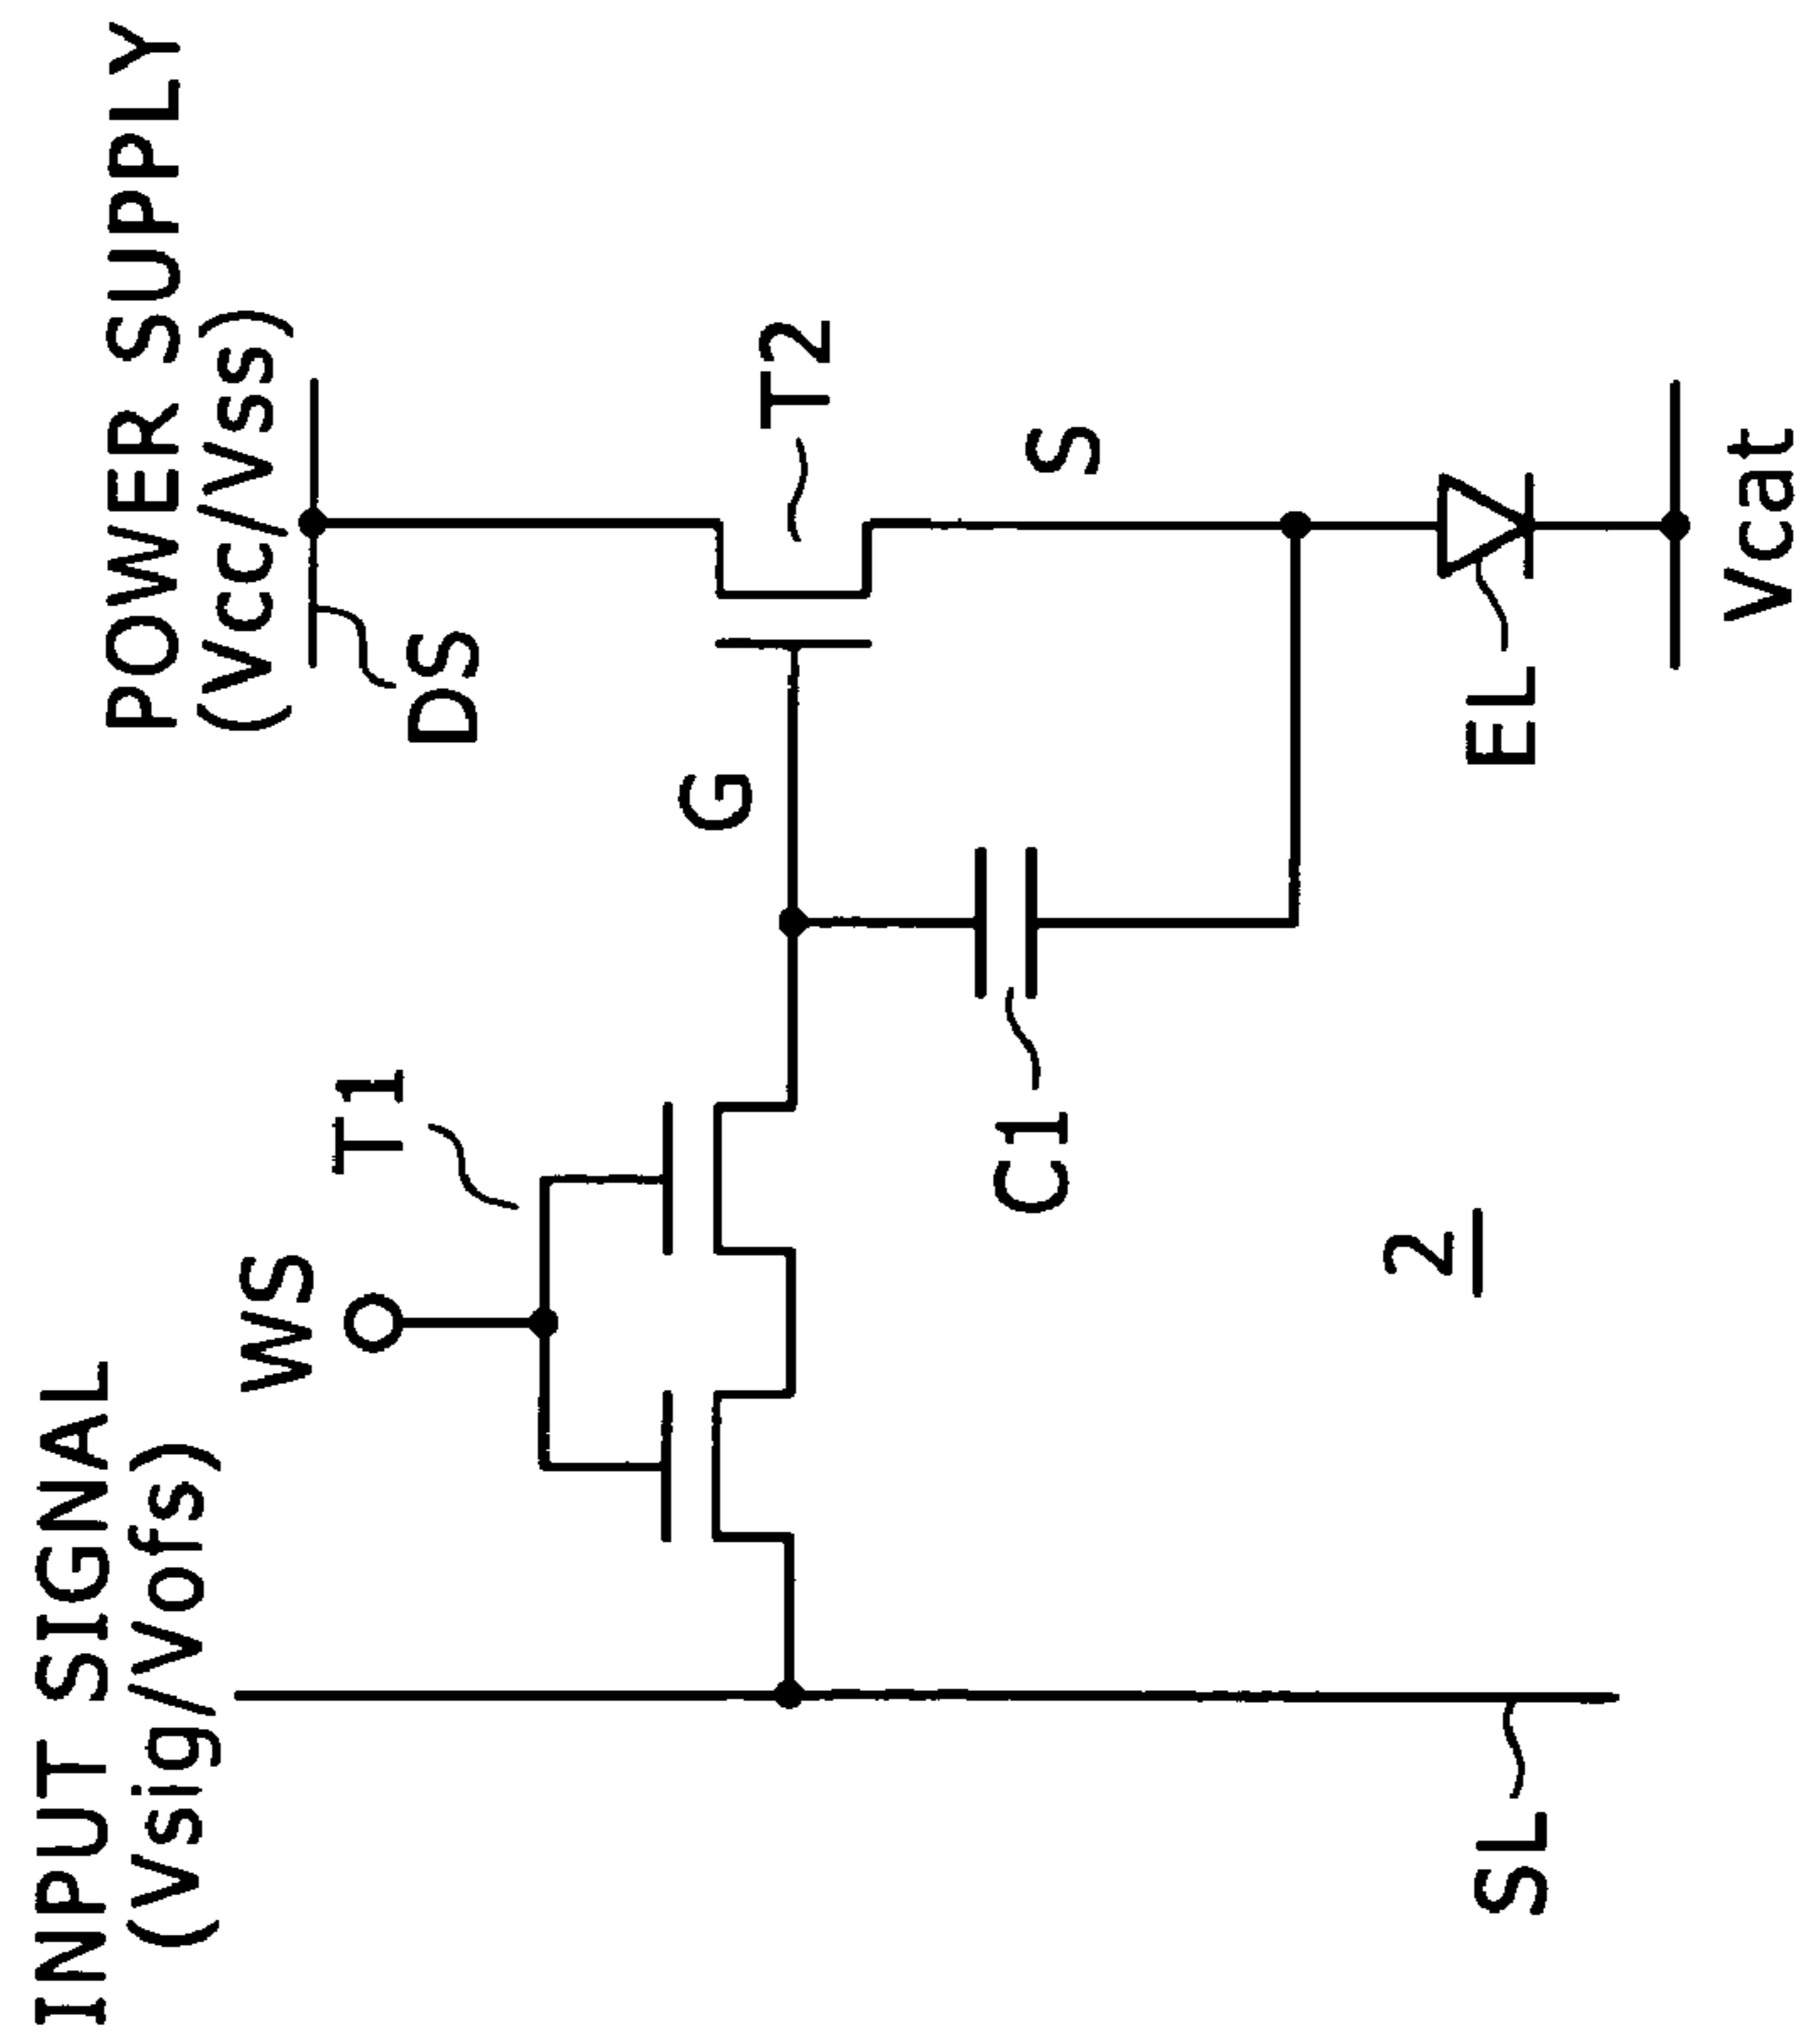 INPUT SIGNAL
(Vsig/Vofs)
POWER SUPPLY
(Vcc/Vss)
WS
T1
DS
G
T2
C1
S
2
SL
EL
Vcat